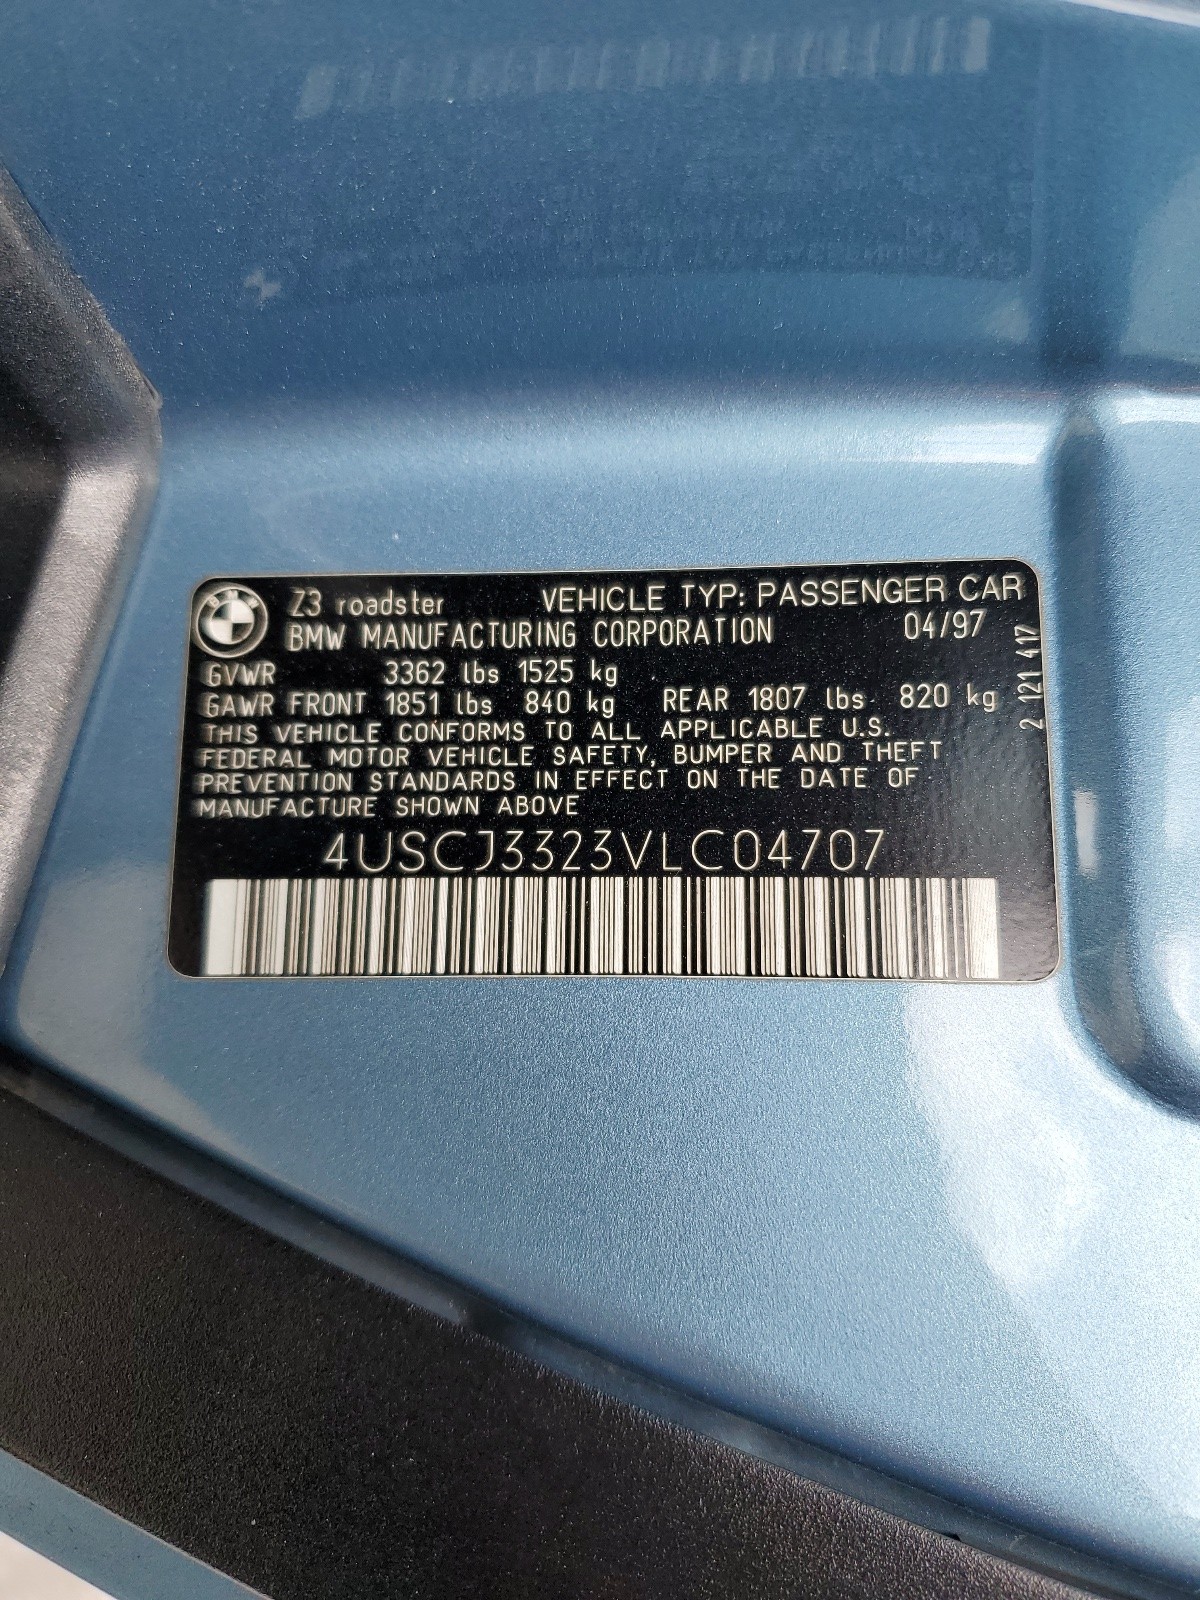 BMW
Z3 roadster VEHICLE TYP: PASSENGER CAR
BMW MANUFACTURING CORPORATION 04/97
GVWR 3362 lbs 1525 kg
GAWR FRONT 1851 lbs 840 kg REAR 1807 lbs 820 kg
THIS VEHICLE CONFORMS TO ALL APPLICABLE U.S.
FEDERAL MOTOR VEHICLE SAFETY, BUMPER AND THEFT
PREVENTION STANDARDS IN EFFECT ON THE DATE OF
MANUFACTURE SHOWN ABOVE
4USCJ3323VLC04707
2 121 417